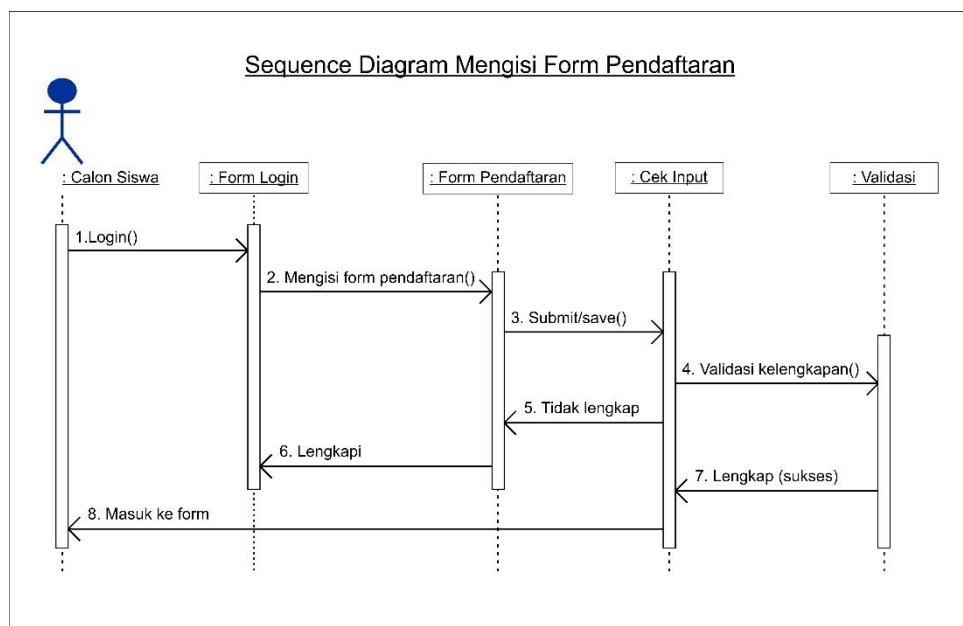 Sequence Diagram Mengisi Form Pendaftaran
: Calon Siswa
: Form Login
: Form Pendaftaran
: Cek Input
: Validasi
1.Login()
2. Mengisi form pendaftaran()
3. Submit/save()
4. Validasi kelengkapan()
5. Tidak lengkap
6. Lengkapi
7. Lengkap (sukses)
8. Masuk ke form